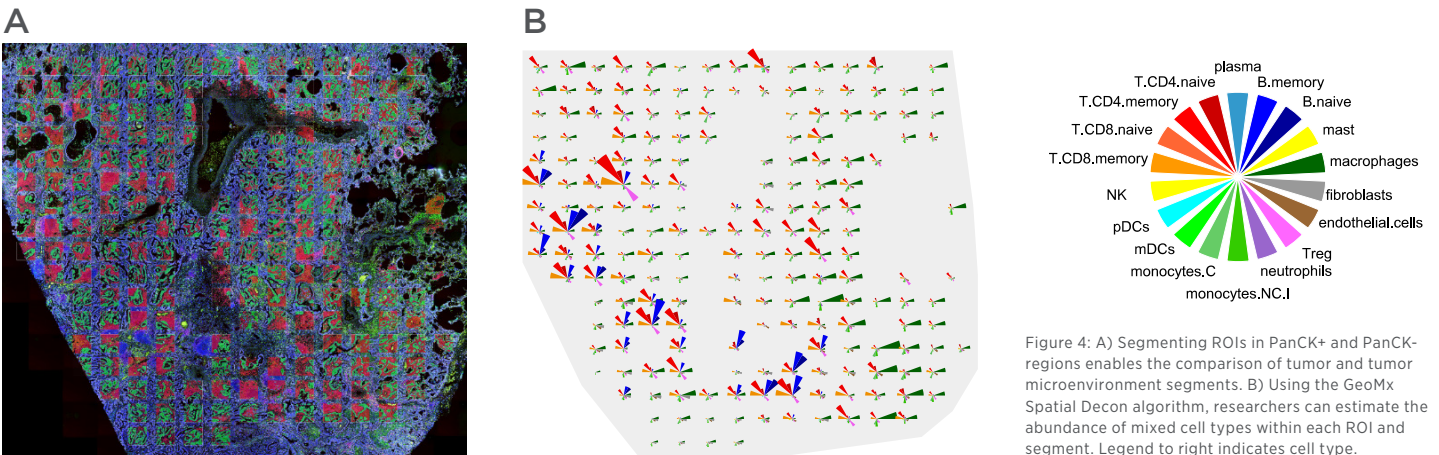 A
B
plasma
T.CD4.naive
B.memory
T.CD4.memory
B.naive
T.CD8.naive
mast
T.CD8.memory
macrophages
NK
fibroblasts
pDCs
endothelial.cells
mDCs
Treg
monocytes.C
neutrophils
monocytes.NC.I
Figure 4: A) Segmenting ROIs in PanCK+ and PanCK-
regions enables the comparison of tumor and tumor
microenvironment segments. B) Using the GeoMx
Spatial Decon algorithm, researchers can estimate the
abundance of mixed cell types within each ROI and
segment. Legend to right indicates cell type.